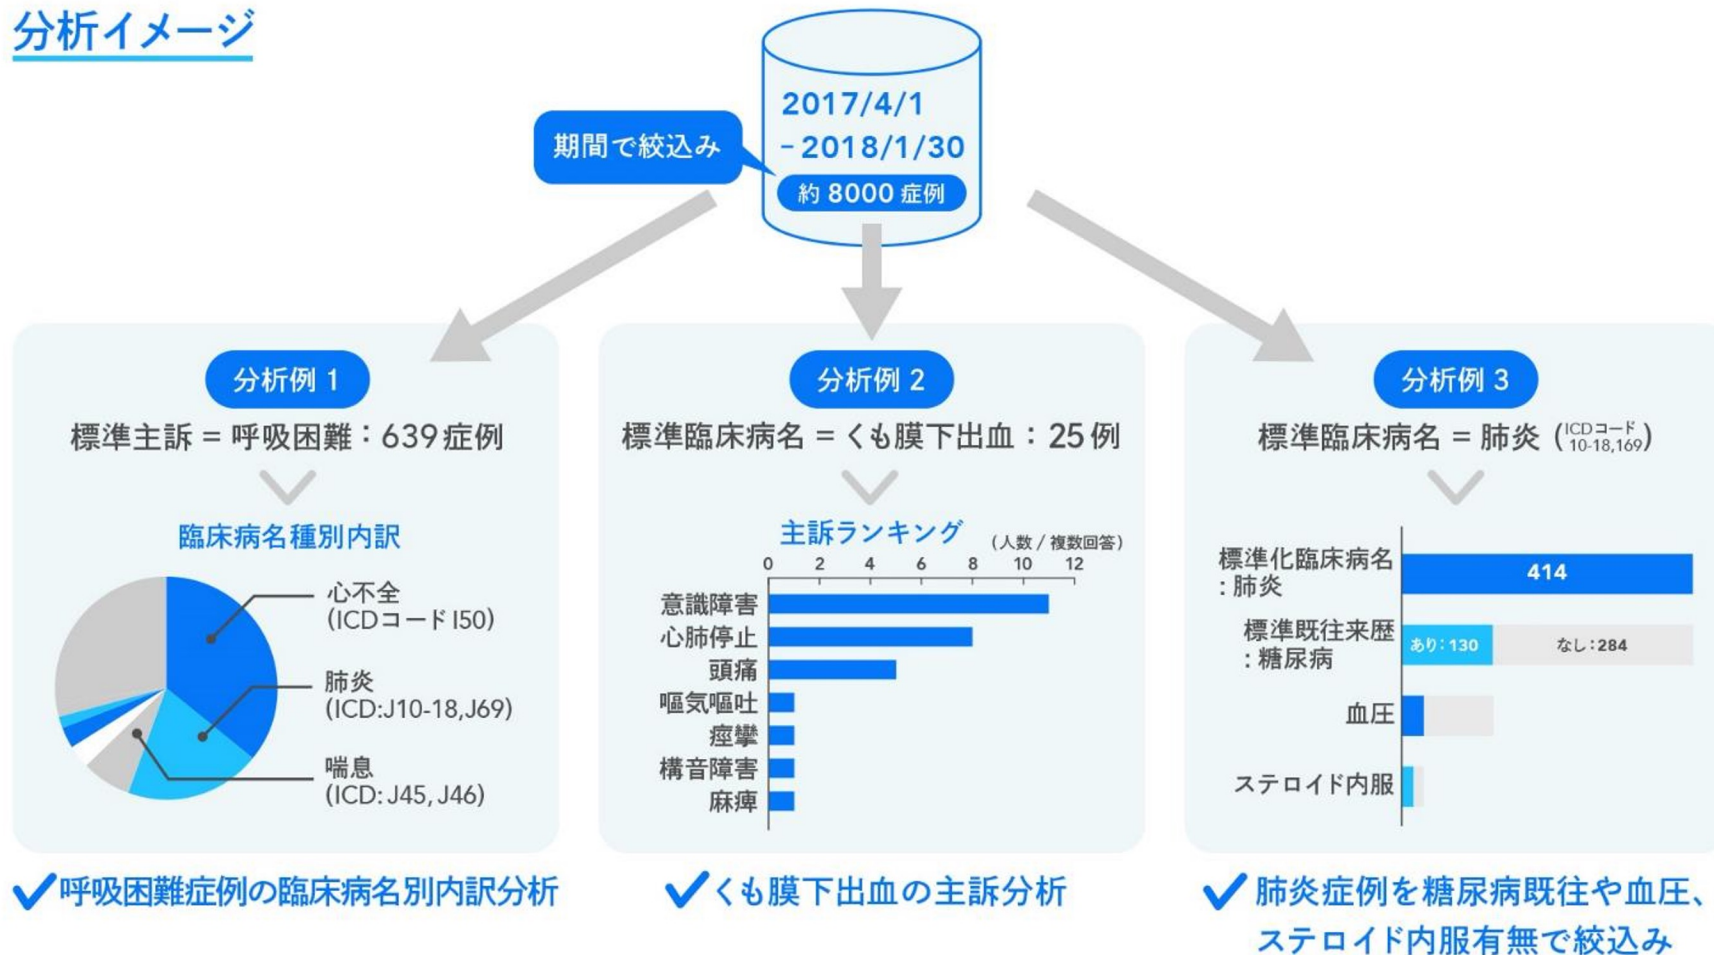 分析イメージ
2017/4/1
- 2018/1/30
約 8000 症例
期間で絞込み
分析例 1
標準主訴 = 呼吸困難：639 症例
臨床病名種別内訳
心不全
(ICDコード I50)
肺炎
(ICD:J10-18,J69)
喘息
(ICD: J45, J46)
呼吸困難症例の臨床病名別内訳分析
分析例 2
標準臨床病名 = くも膜下出血：25 例
主訴ランキング
(人数 / 複数回答)
0 2 4 6 8 10 12
意識障害
心肺停止
頭痛
嘔気嘔吐
痙攣
構音障害
麻痺
くも膜下出血の主訴分析
分析例 3
標準臨床病名 = 肺炎 (ICDコード
10-18,169)
標準化臨床病名
: 肺炎
414
標準既往来歴
: 糖尿病
あり: 130
なし: 284
血圧
ステロイド内服
肺炎症例を糖尿病既往や血圧、
ステロイド内服有無で絞込み